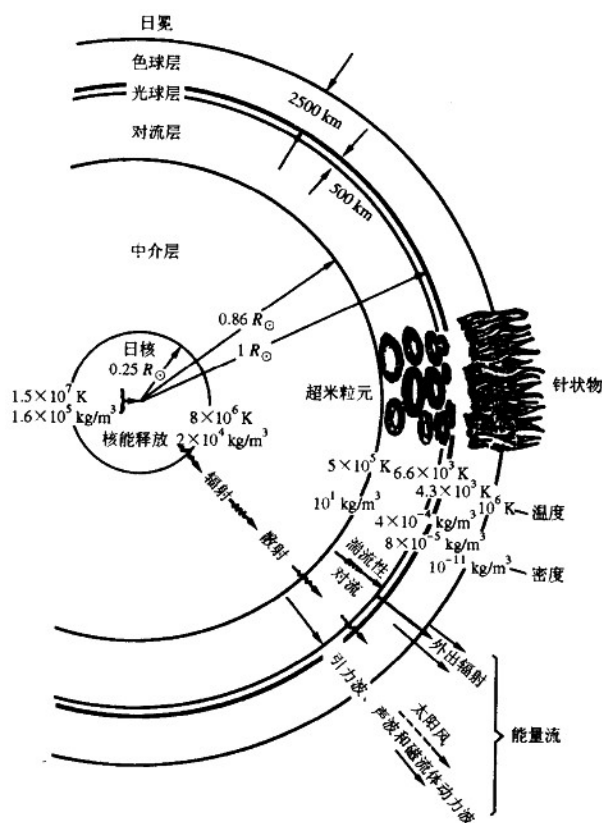 日冕
色球层
光球层
对流层
2500 km
500 km
中介层
0.86 R⊙
1 R⊙
日核
0.25 R⊙
1.5×10⁷ K
1.6×10⁵ kg/m³
8×10⁶ K
核能释放
2×10⁴ kg/m³
超米粒元
针状物
5×10⁵ K
6.6×10³ K
4.3×10³ K
10⁶ K
温度
10¹ kg/m³
4×10⁻⁴ kg/m³
8×10⁻⁵ kg/m³
10⁻¹¹ kg/m³
密度
辐射
散射
湍流性
对流
外出辐射
引力波、声波和磁流体动力波
太阳风
能量流